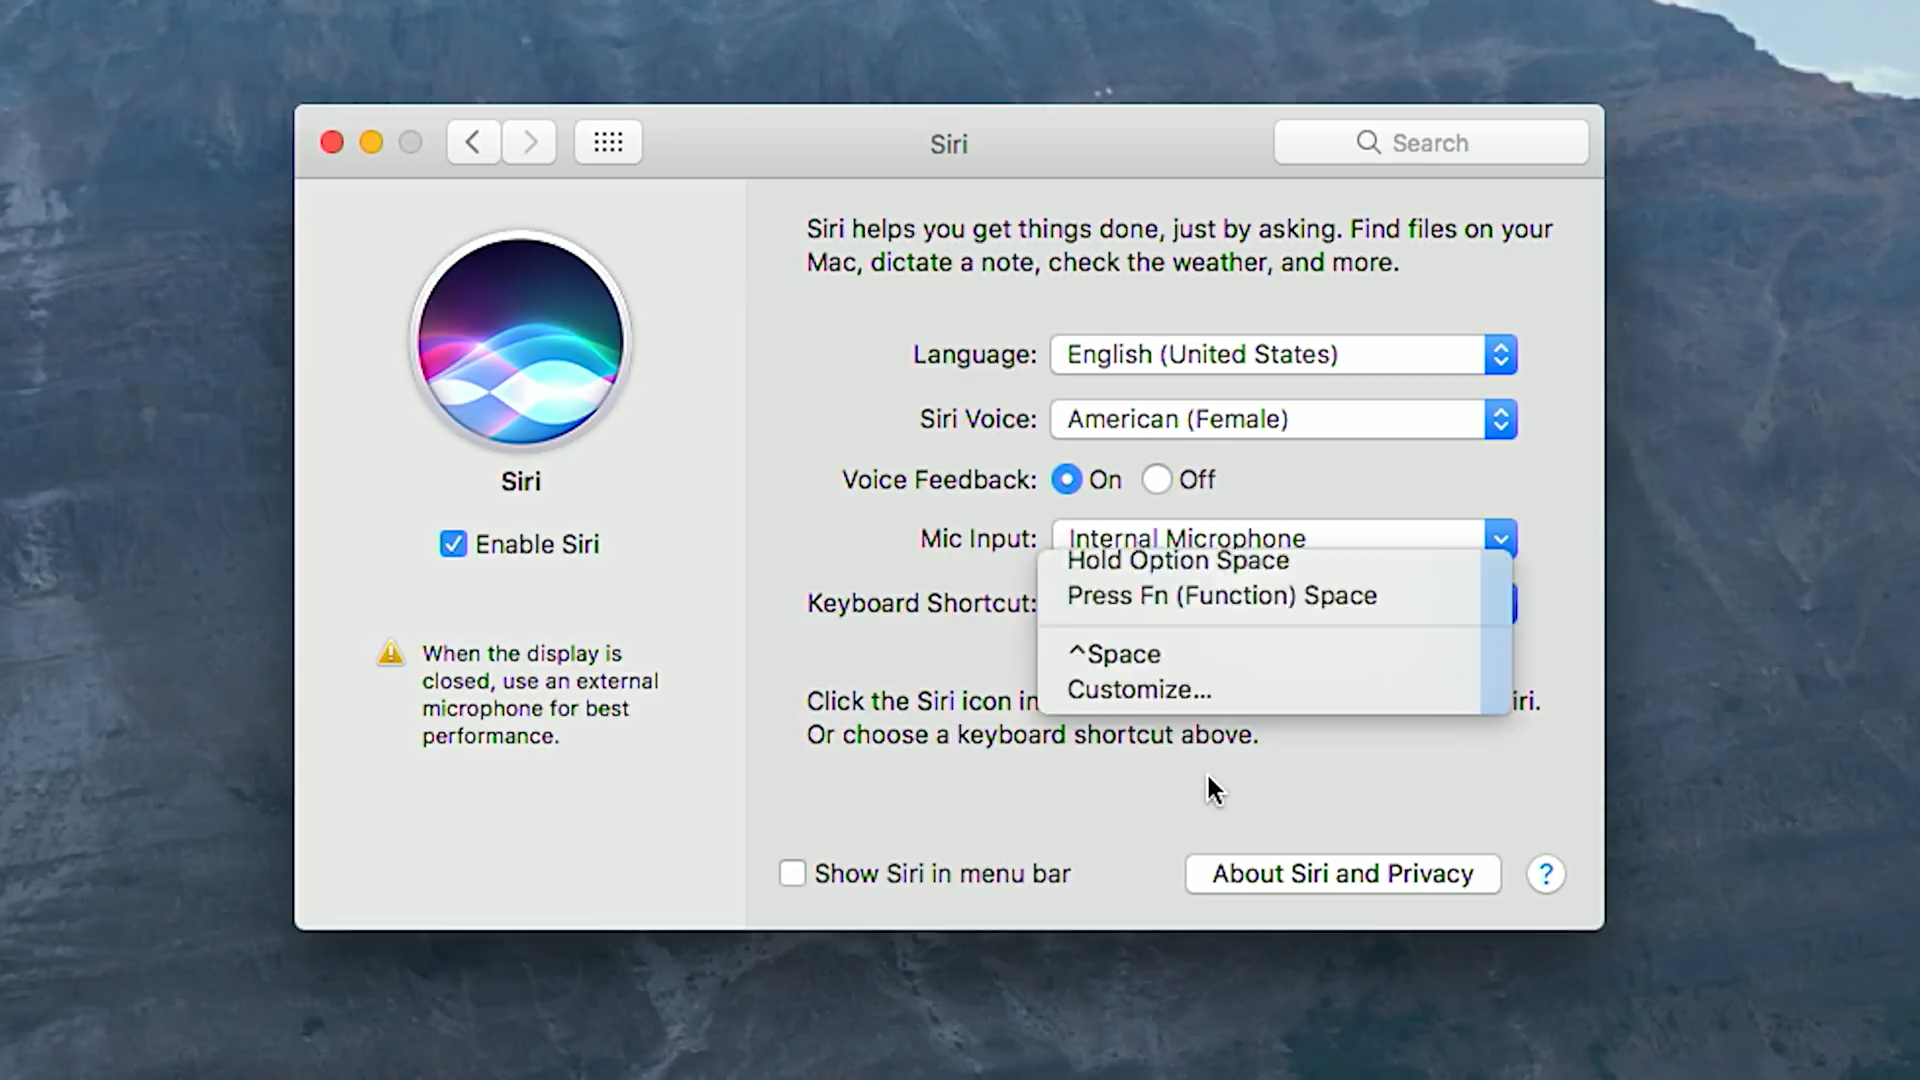 Siri
Search
Siri
Enable Siri
When the display is
closed, use an external
microphone for best
performance.
Siri helps you get things done, just by asking. Find files on your
Mac, dictate a note, check the weather, and more.
Language: English (United States)
Siri Voice: American (Female)
Voice Feedback: On Off
Mic Input: Internal Microphone
Hold Option Space
Keyboard Shortcut: Press Fn (Function) Space
^Space
Customize...
Click the Siri icon in iri.
Or choose a keyboard shortcut above.
Show Siri in menu bar
About Siri and Privacy
?